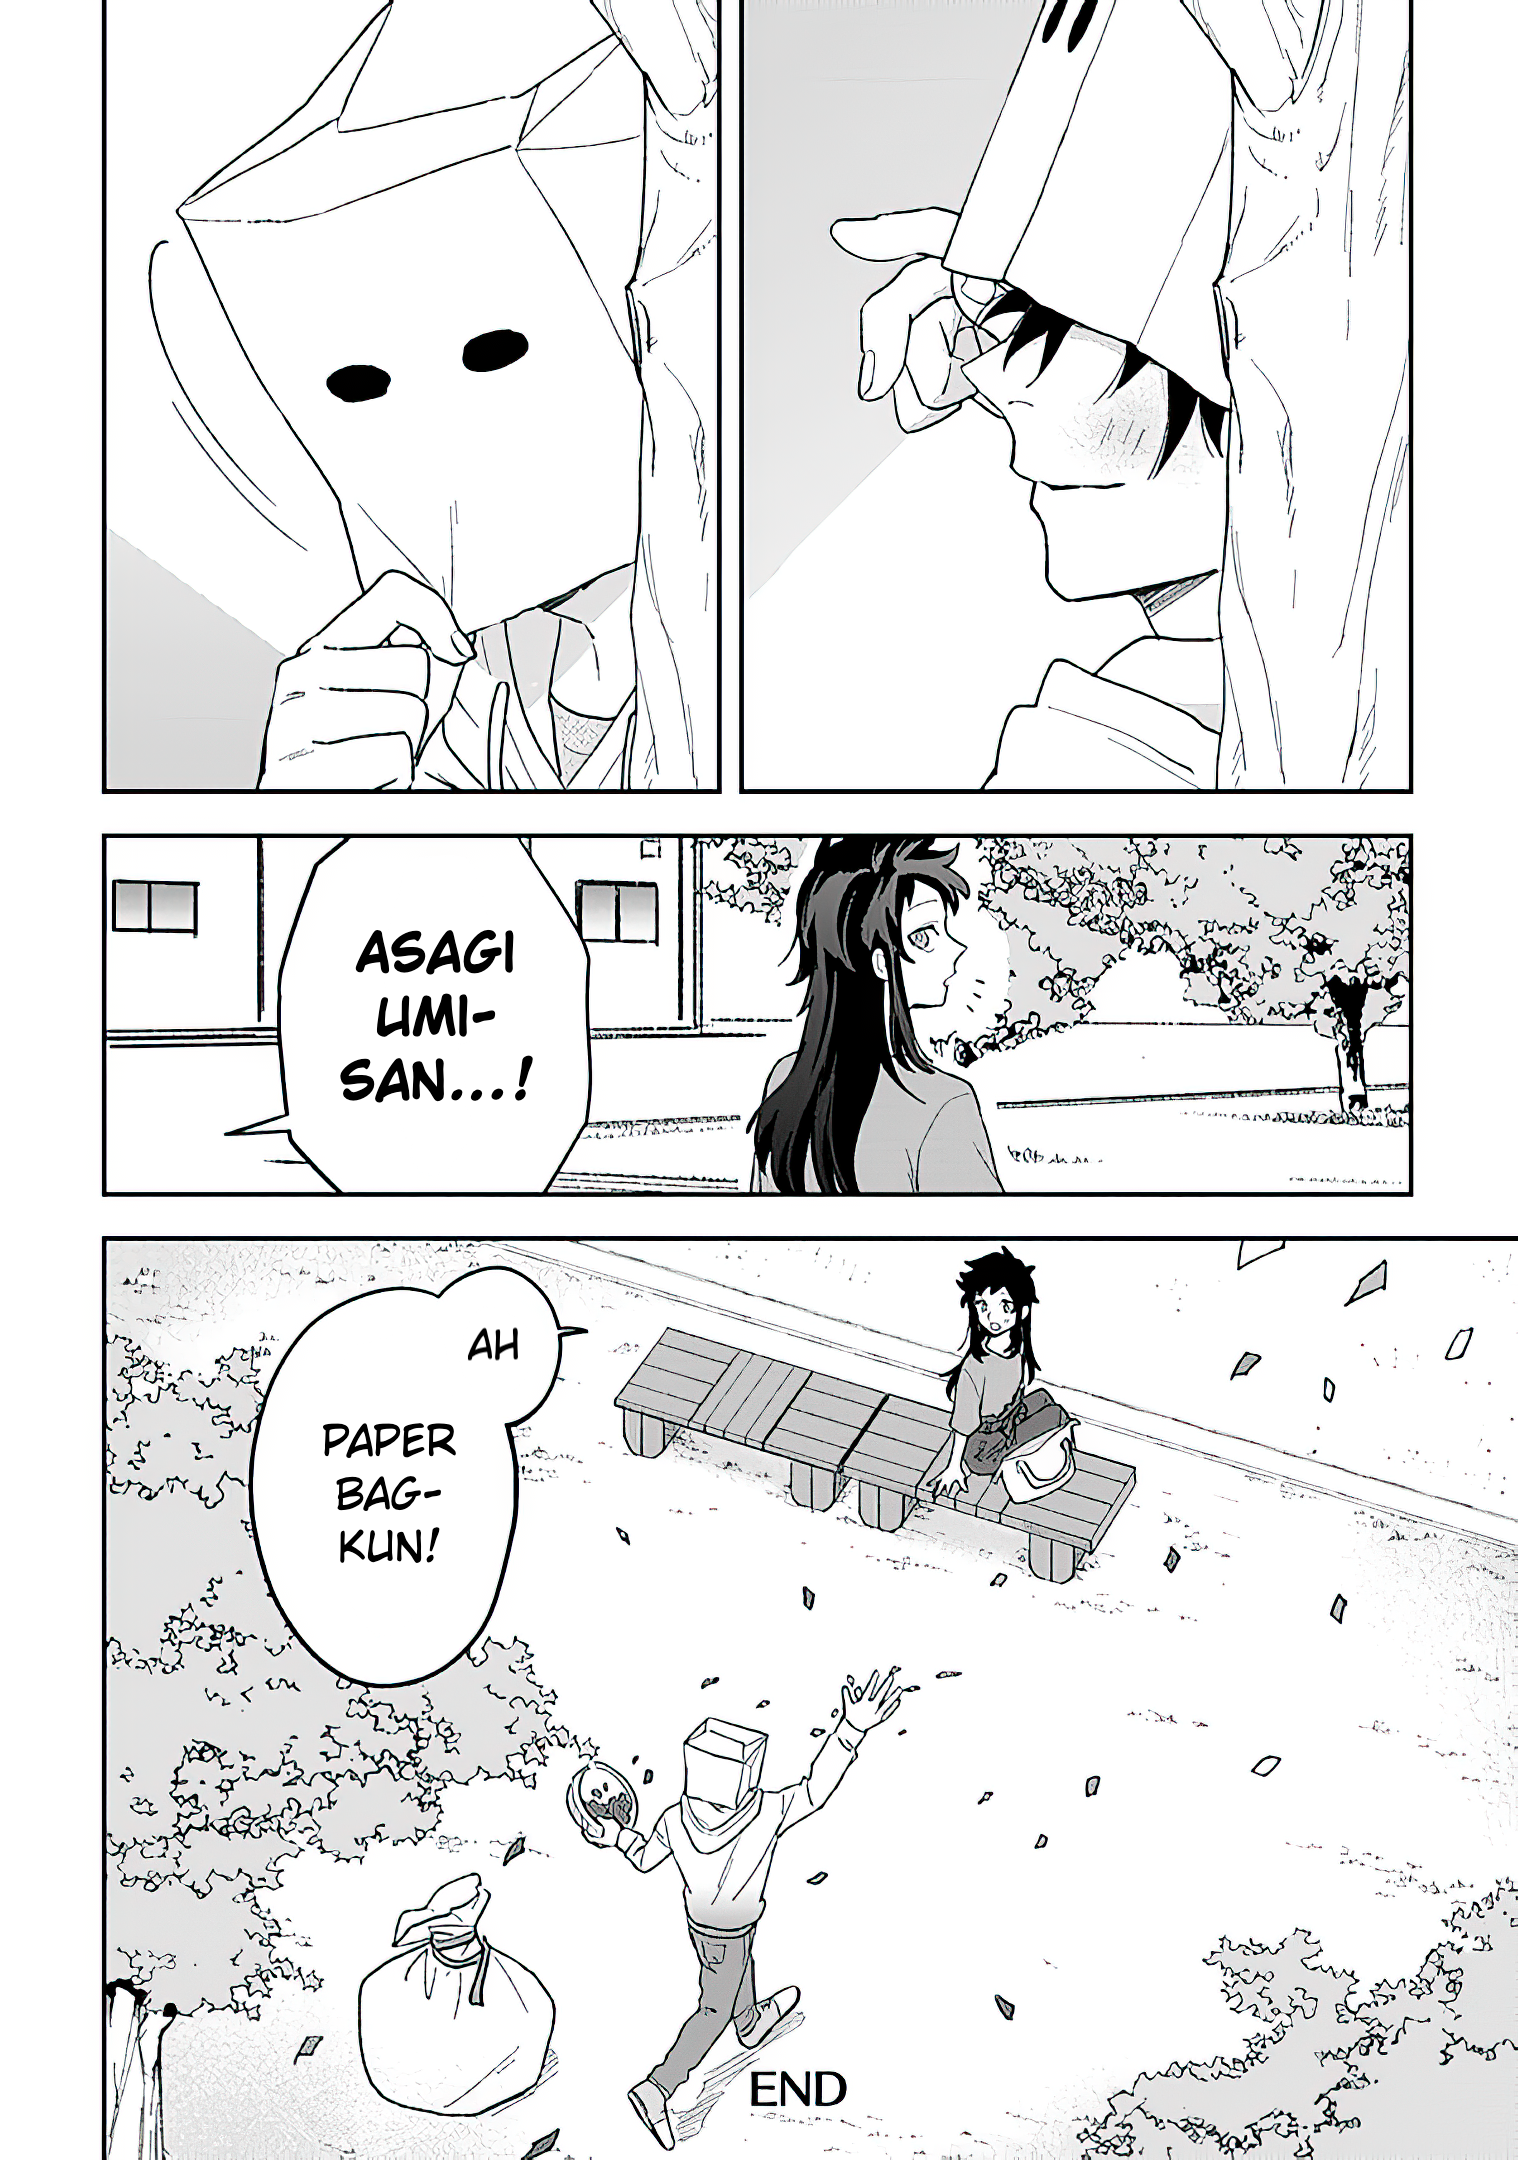 ASAGI
UMI-
SAN...!
AH
PAPER
BAG-
KUN!
END